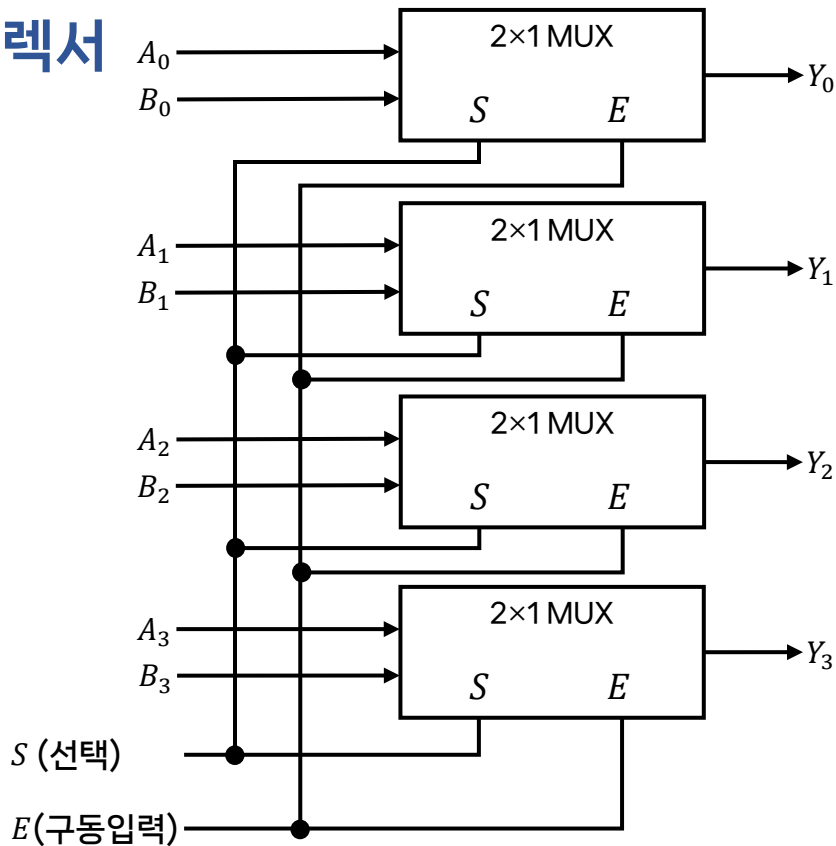 렉서
A₀
B₀
2×1 MUX
S E
Y₀
A₁
B₁
2×1 MUX
S E
Y₁
A₂
B₂
2×1 MUX
S E
Y₂
A₃
B₃
2×1 MUX
S E
Y₃
S (선택)
E(구동입력)